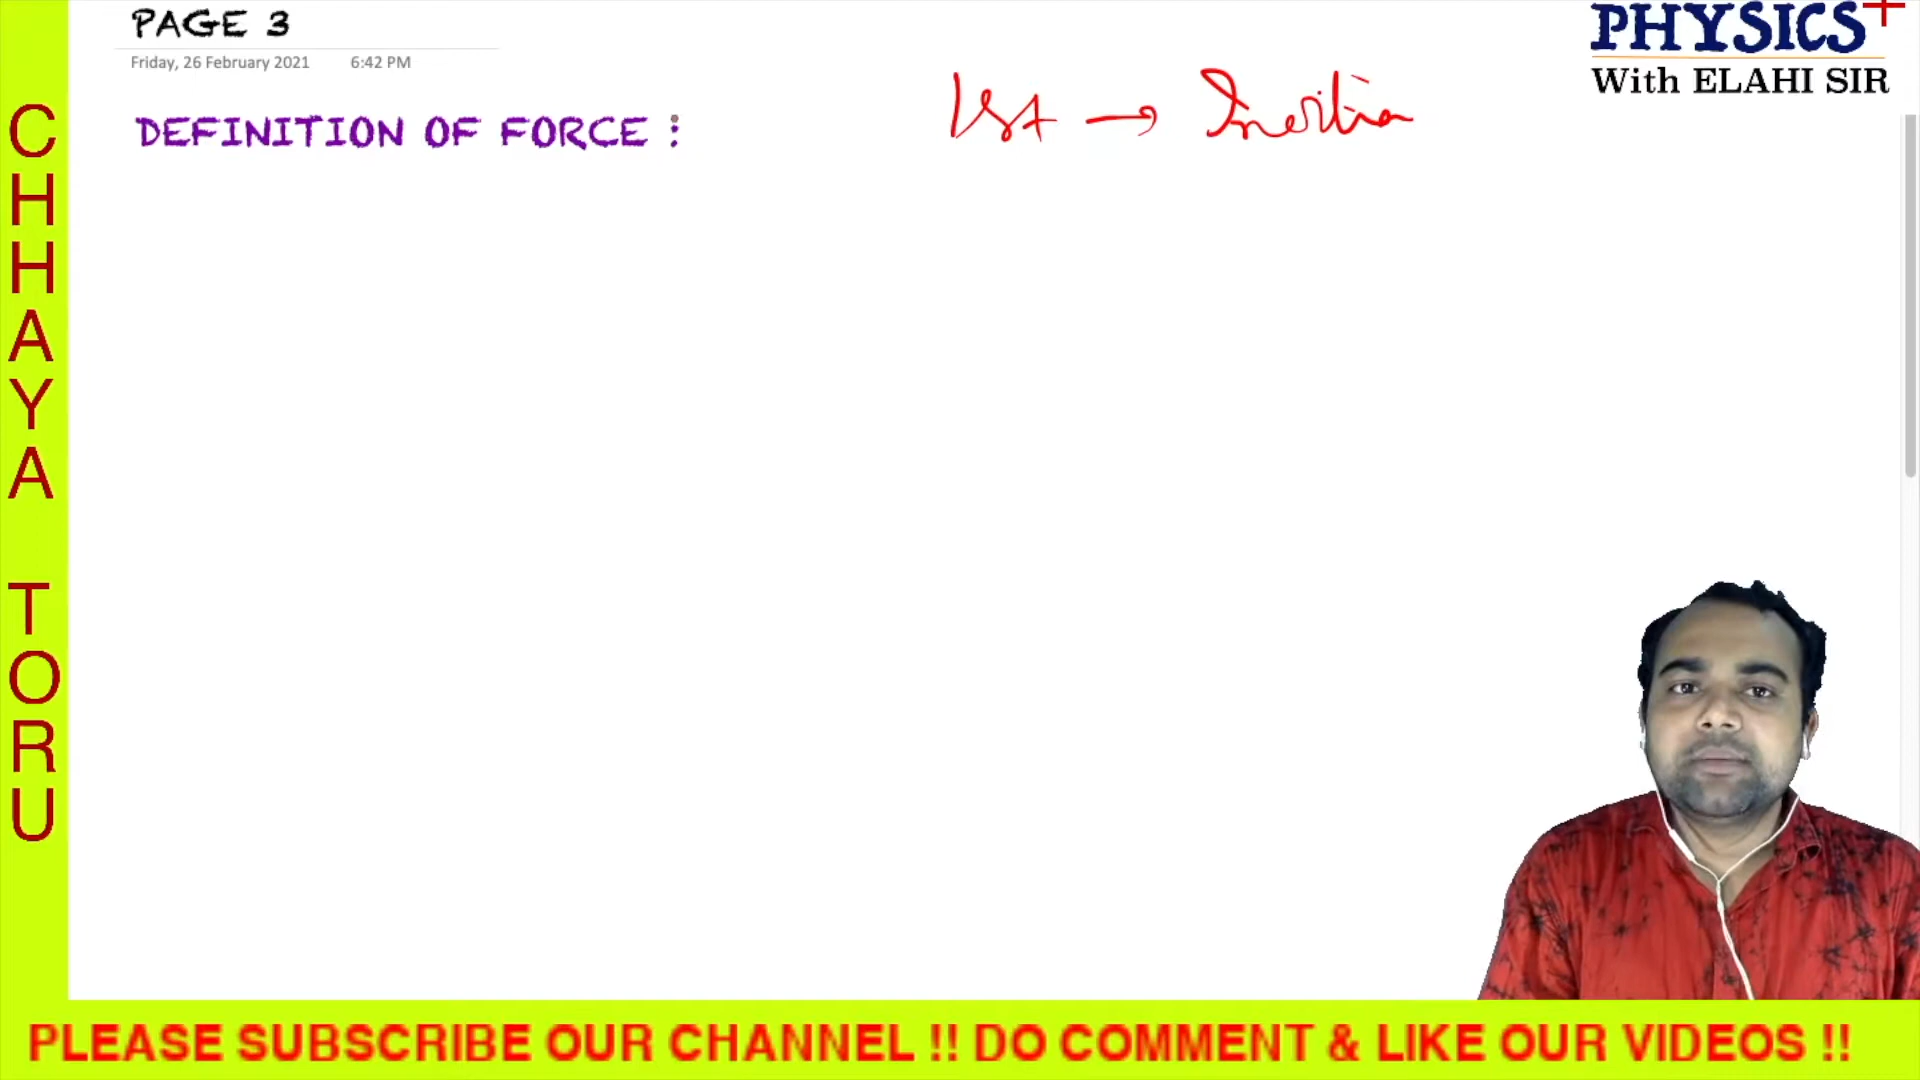 PAGE 3
Friday, 26 February 2021 6:42 PM
PHYSICS+
With ELAHI SIR
DEFINITION OF FORCE :
1st → Inertia
CHHAYA TORU
PLEASE SUBSCRIBE OUR CHANNEL !! DO COMMENT & LIKE OUR VIDEOS !!